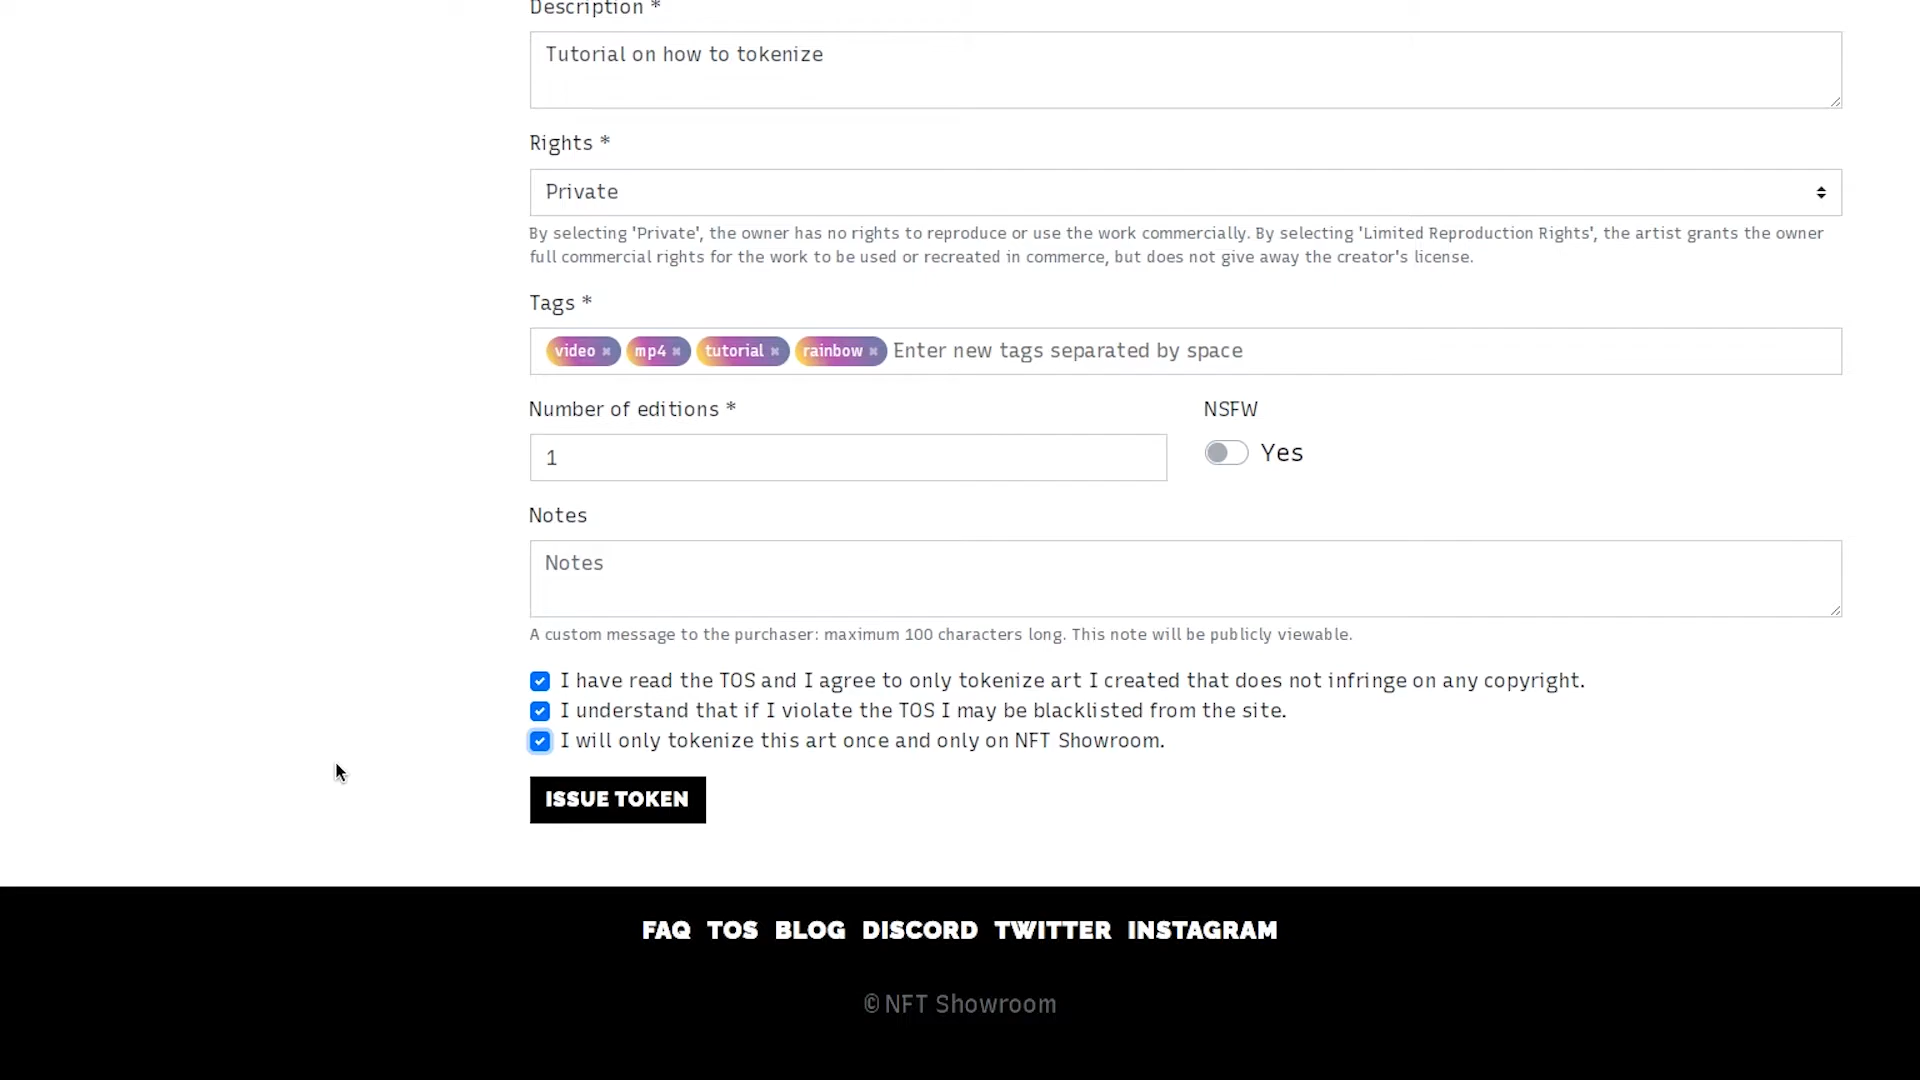 Description *
Tutorial on how to tokenize
Rights *
Private
By selecting 'Private', the owner has no rights to reproduce or use the work commercially. By selecting 'Limited Reproduction Rights', the artist grants the owner
full commercial rights for the work to be used or recreated in commerce, but does not give away the creator's license.
Tags *
video × mp4 × tutorial × rainbow × Enter new tags separated by space
Number of editions * NSFW
1 Yes
Notes
Notes
A custom message to the purchaser: maximum 100 characters long. This note will be publicly viewable.
I have read the TOS and I agree to only tokenize art I created that does not infringe on any copyright.
I understand that if I violate the TOS I may be blacklisted from the site.
I will only tokenize this art once and only on NFT Showroom.
ISSUE TOKEN
FAQ TOS BLOG DISCORD TWITTER INSTAGRAM
© NFT Showroom